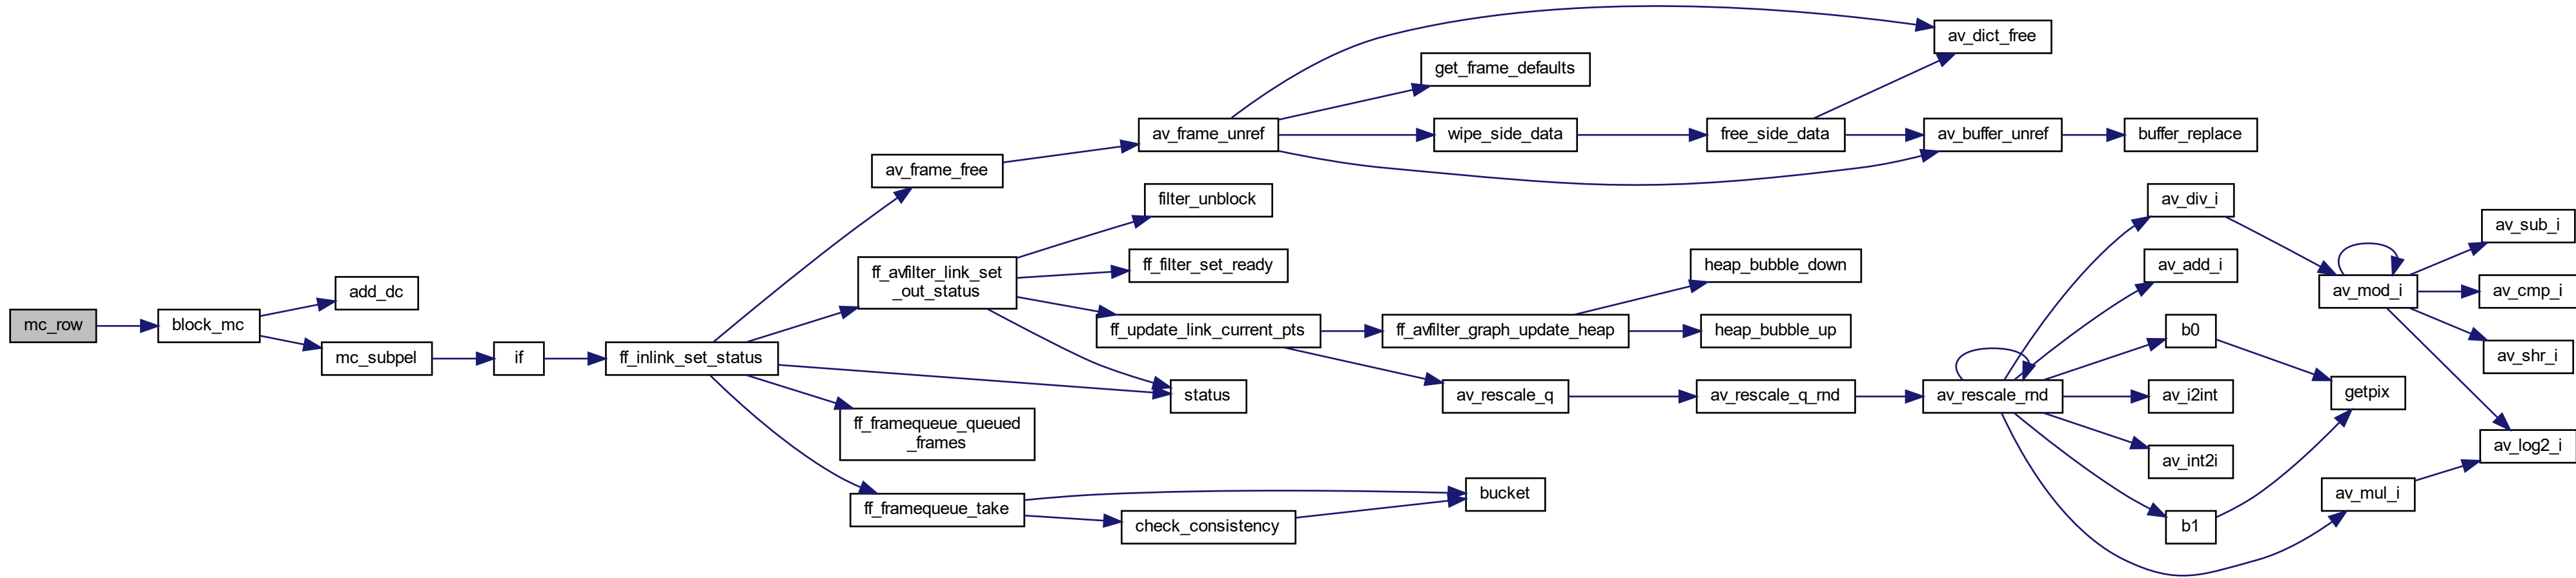 mc_row
block_mc
add_dc
mc_subpel
if
ff_inlink_set_status
av_frame_free
ff_avfilter_link_set
_out_status
ff_framequeue_queued
_frames
ff_framequeue_take
av_frame_unref
filter_unblock
ff_filter_set_ready
ff_update_link_current_pts
status
check_consistency
get_frame_defaults
wipe_side_data
ff_avfilter_graph_update_heap
av_rescale_q
bucket
free_side_data
heap_bubble_down
heap_bubble_up
av_rescale_q_rnd
av_dict_free
av_buffer_unref
av_rescale_rnd
buffer_replace
av_div_i
av_add_i
b0
av_i2int
av_int2i
b1
av_mod_i
getpix
av_mul_i
av_sub_i
av_cmp_i
av_shr_i
av_log2_i